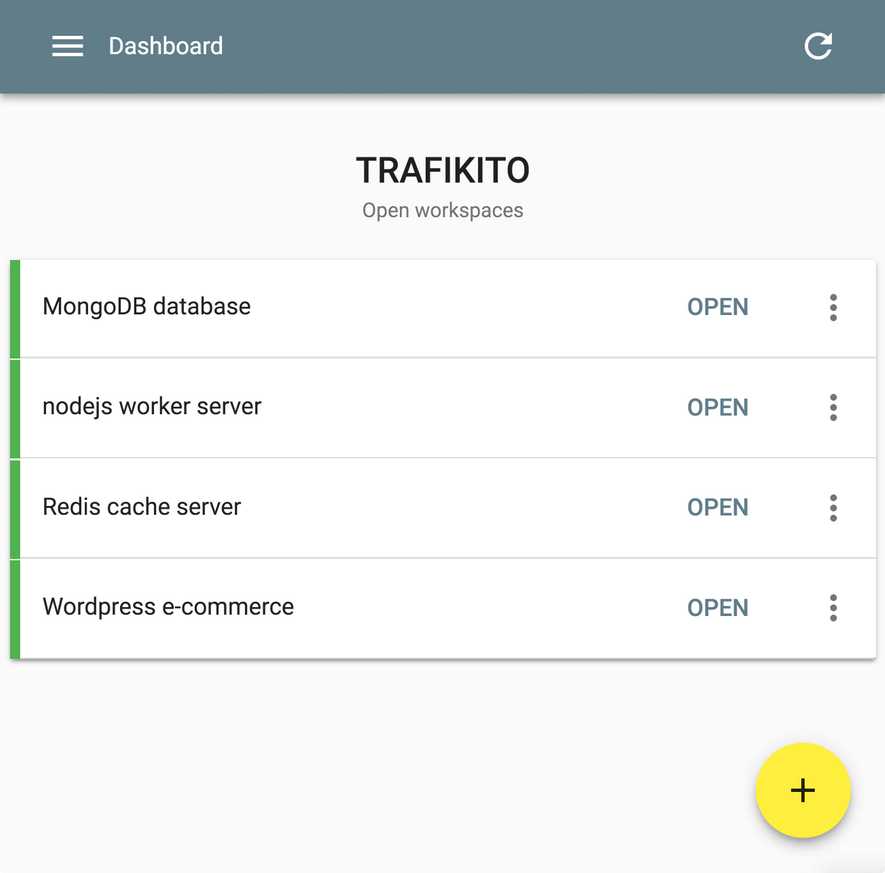 Dashboard
TRAFIKITO
Open workspaces
MongoDB database OPEN
nodejs worker server OPEN
Redis cache server OPEN
Wordpress e-commerce OPEN
+